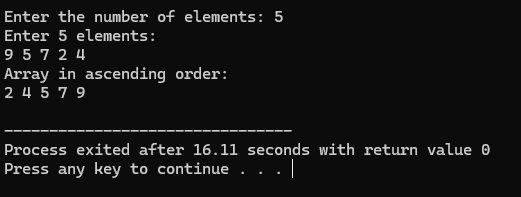 Enter the number of elements: 5
Enter 5 elements:
9 5 7 2 4
Array in ascending order:
2 4 5 7 9
--------------------------------
Process exited after 16.11 seconds with return value 0
Press any key to continue . . .